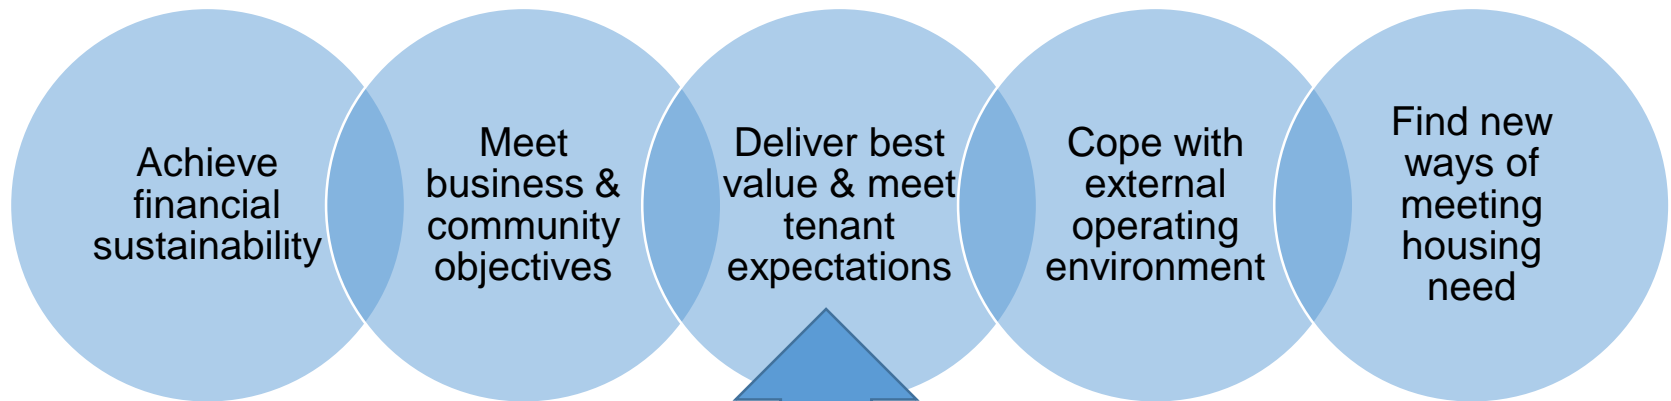 Achieve
financial
sustainability
Meet
business &
community
objectives
Deliver best
value & meet
tenant
expectations
Cope with
external
operating
environment
Find new
ways of
meeting
housing
need